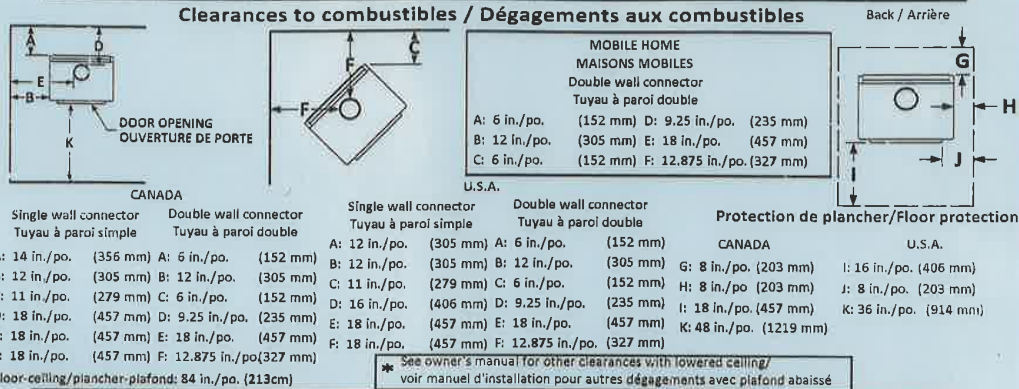 Clearances to combustibles / Dégagements aux combustibles
Back / Arrière
A
D
E
B
K
DOOR OPENING
OUVERTURE DE PORTE
F
C
F
MOBILE HOME
MAISONS MOBILES
Double wall connector
Tuyau à paroi double
A: 6 in./po. (152 mm) D: 9.25 in./po. (235 mm)
B: 12 in./po. (305 mm) E: 18 in./po. (457 mm)
C: 6 in./po. (152 mm) F: 12.875 in./po. (327 mm)
G
H
J
I
CANADA
Single wall connector Double wall connector
Tuyau à paroi simple Tuyau à paroi double
: 14 in./po. (356 mm) A: 6 in./po. (152 mm)
: 12 in./po. (305 mm) B: 12 in./po. (305 mm)
: 11 in./po. (279 mm) C: 6 in./po. (152 mm)
: 18 in./po. (457 mm) D: 9.25 in./po. (235 mm)
: 18 in./po. (457 mm) E: 18 in./po. (457 mm)
: 18 in./po. (457 mm) F: 12.875 in./po(327 mm)
loor-ceiling/plancher-plafond: 84 in./po. (213cm)
U.S.A.
Single wall connector Double wall connector
Tuyau à paroi simple Tuyau à paroi double
A: 12 in./po. (305 mm) A: 6 in./po. (152 mm)
B: 12 in./po. (305 mm) B: 12 in./po. (305 mm)
C: 11 in./po. (279 mm) C: 6 in./po. (152 mm)
D: 16 in./po. (406 mm) D: 9.25 in./po. (235 mm)
E: 18 in./po. (457 mm) E: 18 in./po. (457 mm)
F: 18 in./po. (457 mm) F: 12.875 in./po. (327 mm)
* See owner's manual for other clearances with lowered ceiling/
voir manuel d'installation pour autres dégagements avec plafond abaissé
Protection de plancher/Floor protection
CANADA
G: 8 in./po. (203 mm)
H: 8 in./po (203 mm)
I: 18 in./po. (457 mm)
K: 48 in./po. (1219 mm)
U.S.A.
I: 16 in./po. (406 mm)
J: 8 in./po. (203 mm)
K: 36 in./po. (914 mm)